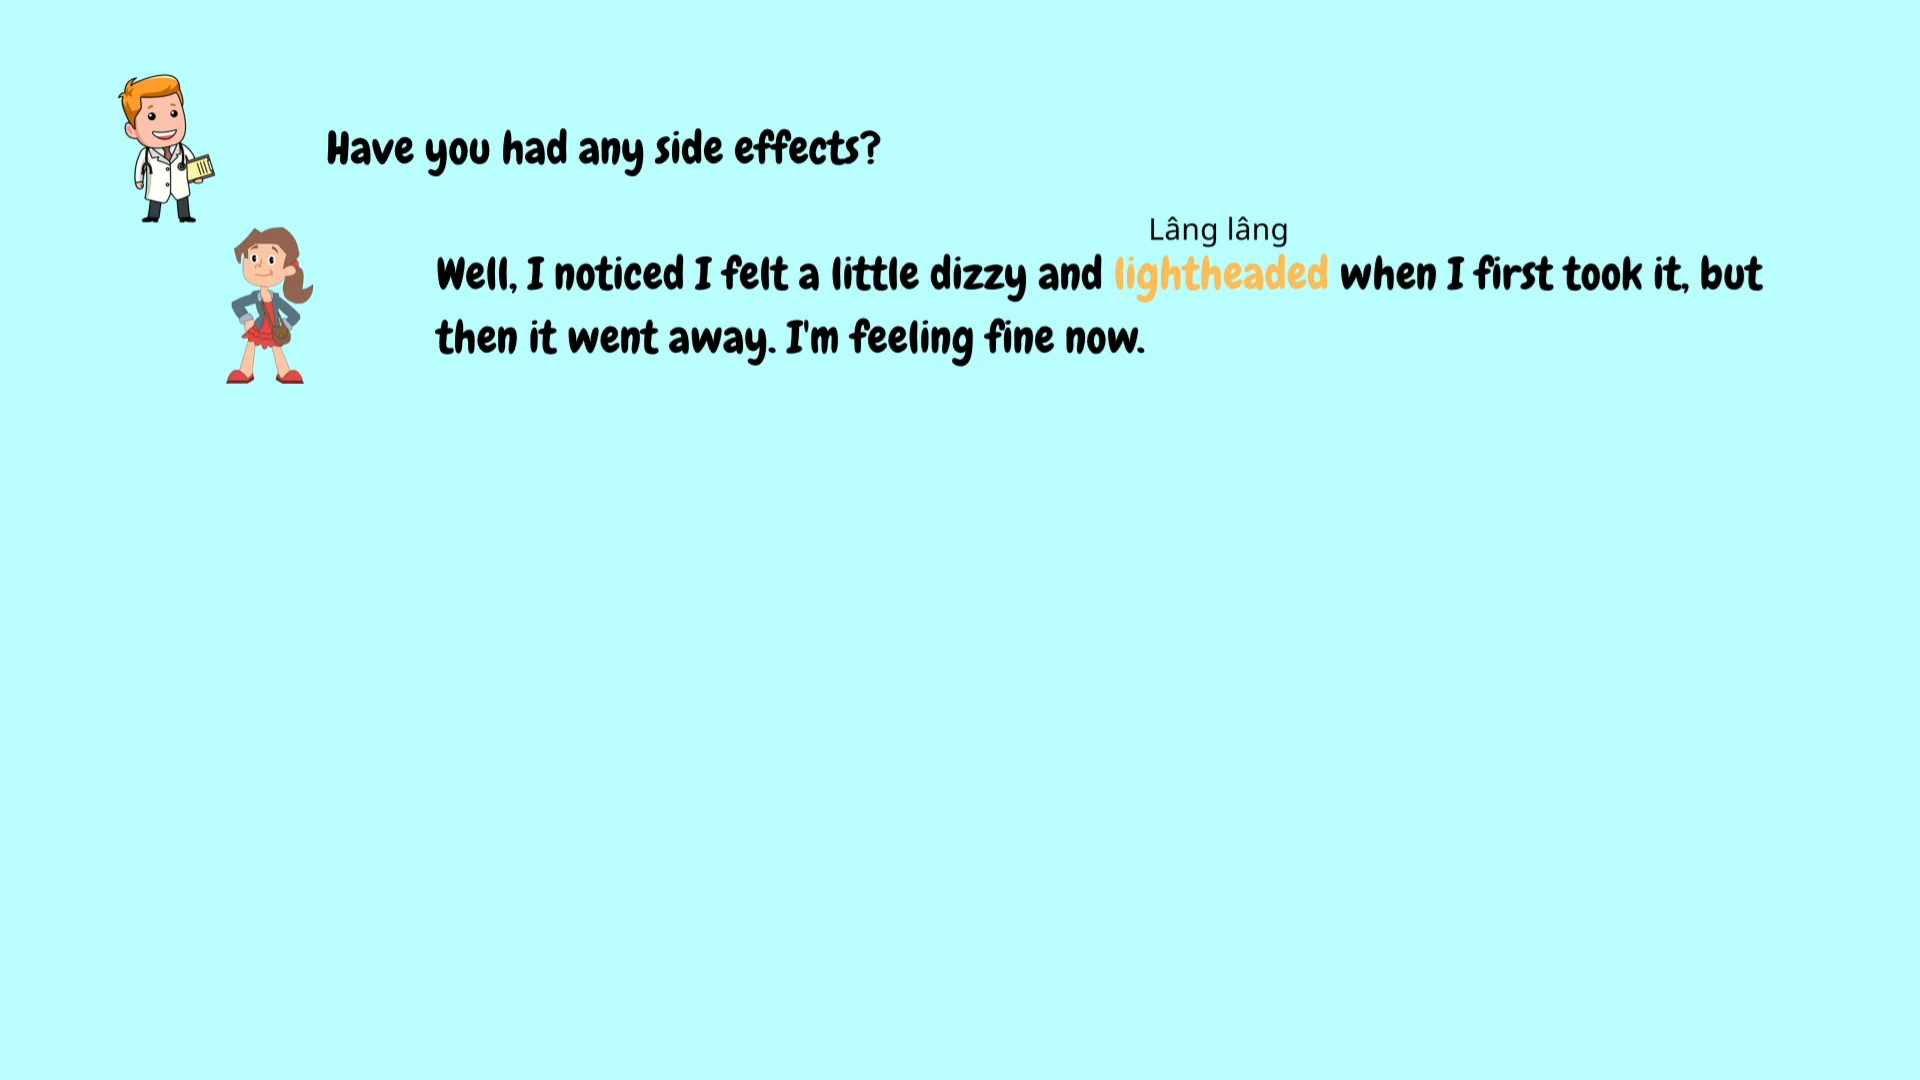 Have you had any side effects?
Lâng lâng
Well, I noticed I felt a little dizzy and lightheaded when I first took it, but
then it went away. I'm feeling fine now.